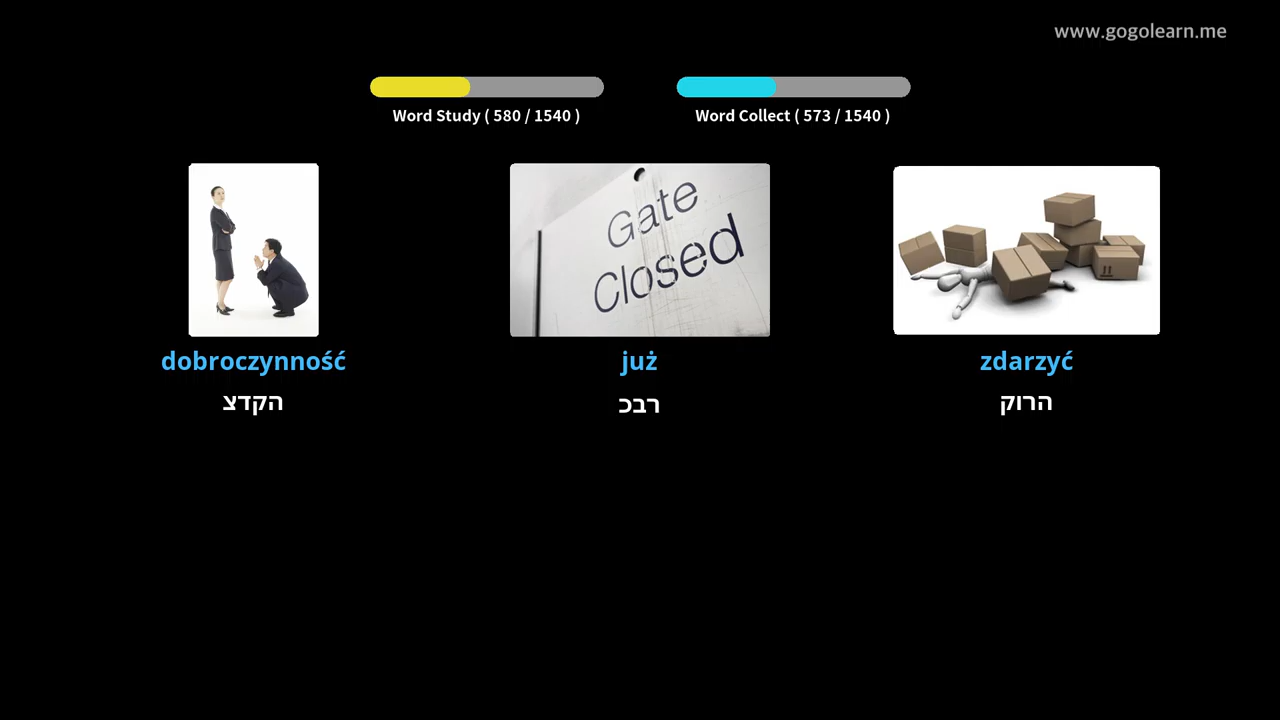 www.gogolearn.me
Word Study ( 580 / 1540 )
Word Collect ( 573 / 1540 )
Gate
Closed
dobroczynność
już
zdarzyć
הקדצ
רבכ
הרוק